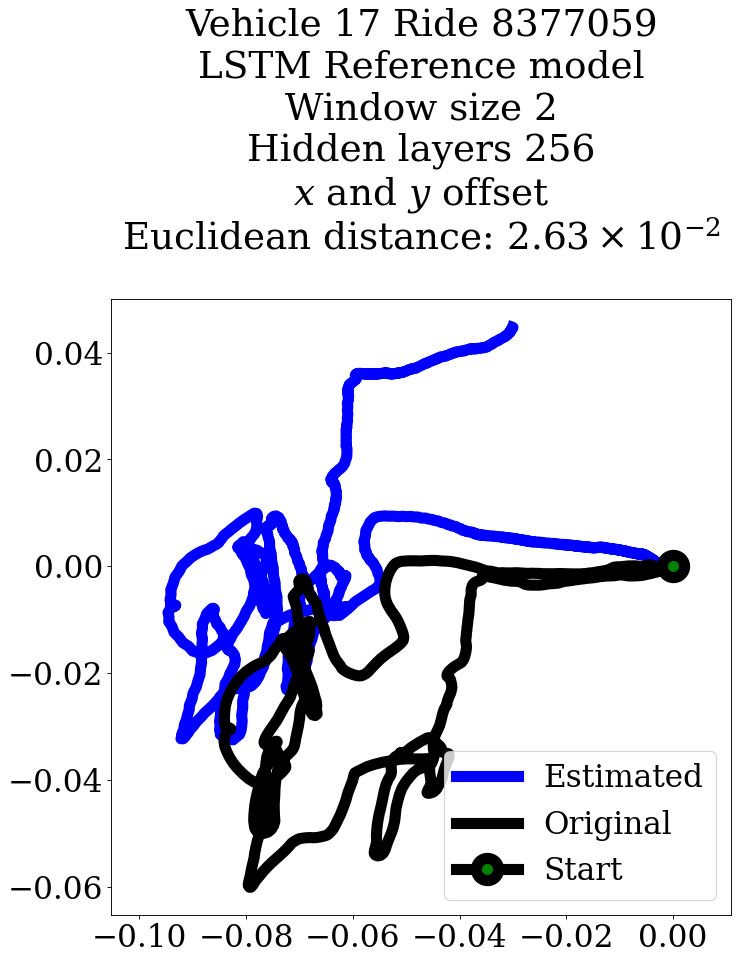 Vehicle 17 Ride 8377059
LSTM Reference model
Window size 2
Hidden layers 256
x and y offset
Euclidean distance: 2.63 × 10⁻²
0.04
0.02
0.00
−0.02
−0.04
−0.06
Estimated
Original
Start
−0.10 −0.08 −0.06 −0.04 −0.02 0.00